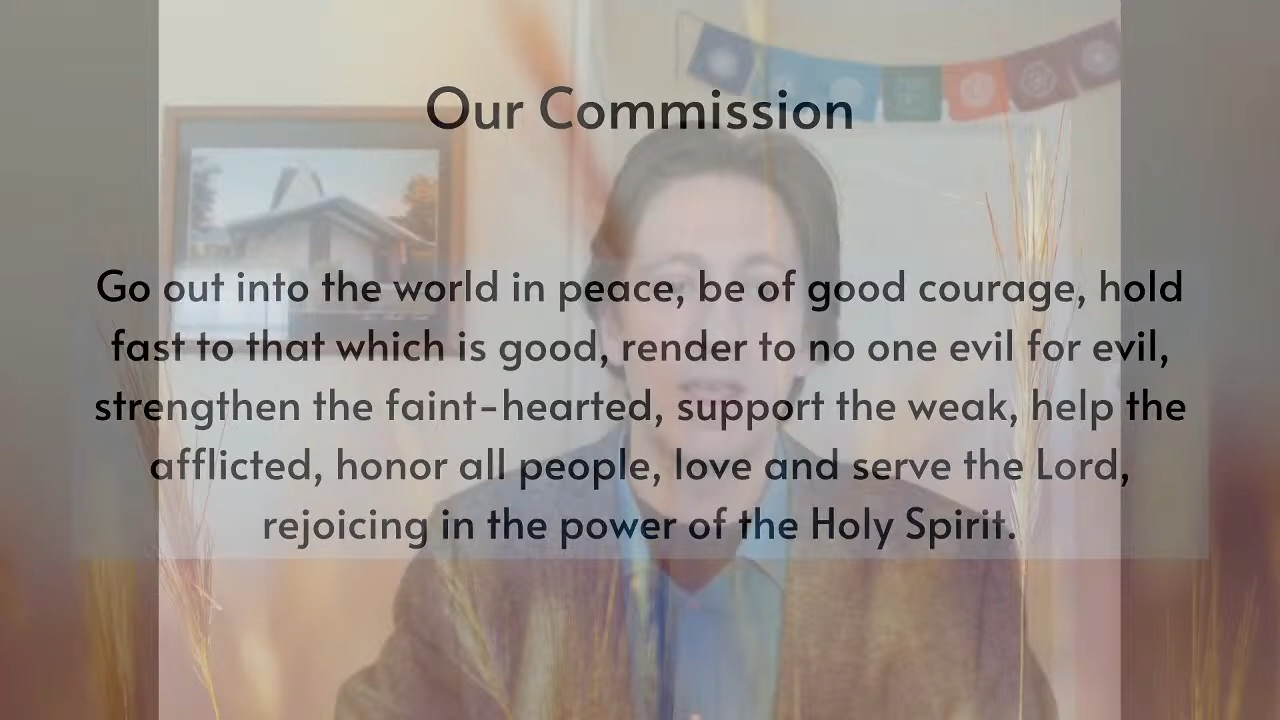 Our Commission
Go out into the world in peace, be of good courage, hold
fast to that which is good, render to no one evil for evil,
strengthen the faint-hearted, support the weak, help the
afflicted, honor all people, love and serve the Lord,
rejoicing in the power of the Holy Spirit.